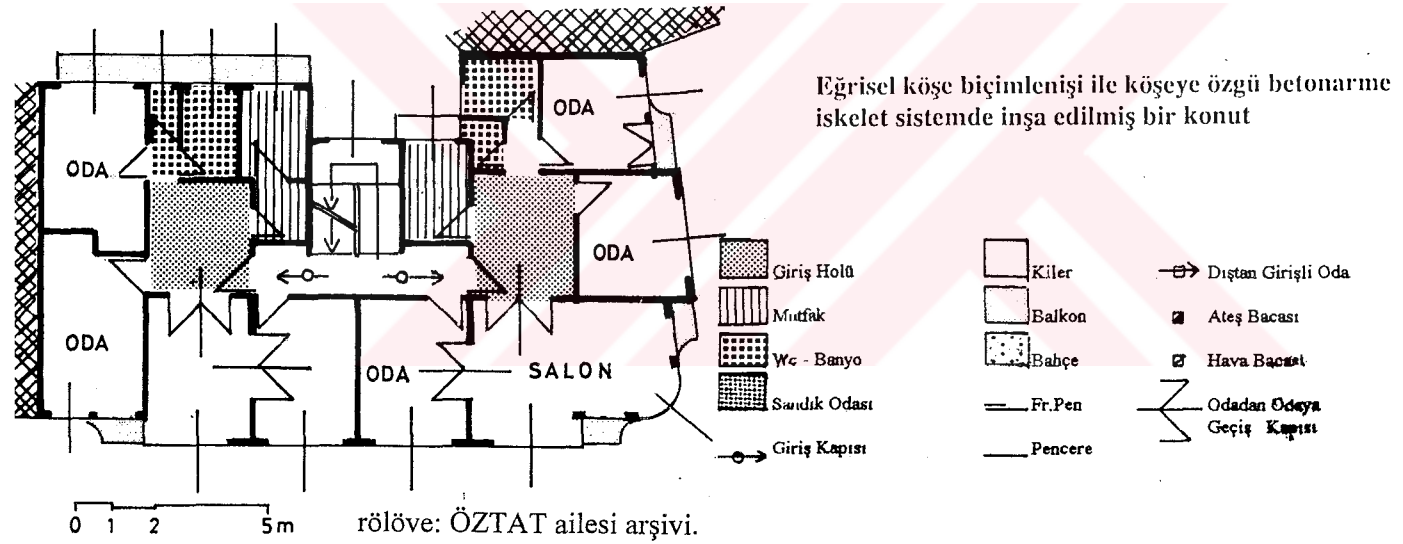 Eğrisel köşe biçimlenişi ile köşeye özgü betonarme
iskelet sistemde inşa edilmiş bir konut
ODA
ODA
ODA
ODA
ODA
SALON
Giriş Holü
Mutfak
Wc - Banyo
Sandık Odası
Giriş Kapısı
Kiler
Balkon
Bahçe
Fr.Pen
Pencere
Dıştan Girişli Oda
Ateş Bacası
Hava Bacası
Odadan Odaya
Geçiş Kapısı
0 1 2 5m
rölöve: ÖZTAT ailesi arşivi.